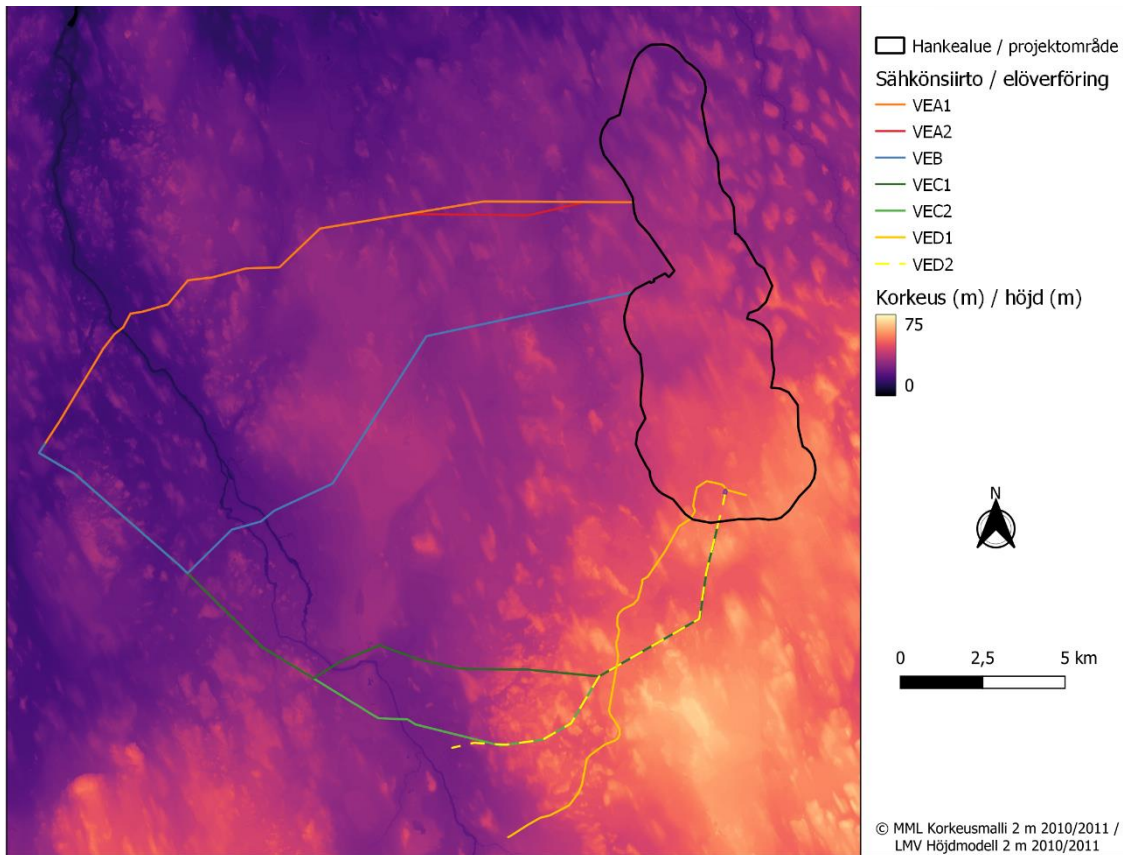 Hankealue / projektområde
Sähkönsiirto / elöverföring
VEA1
VEA2
VEB
VEC1
VEC2
VED1
VED2
Korkeus (m) / höjd (m)
75
0
N
0 2,5 5 km
© MML Korkeusmalli 2 m 2010/2011 /
LMV Höjdmodell 2 m 2010/2011